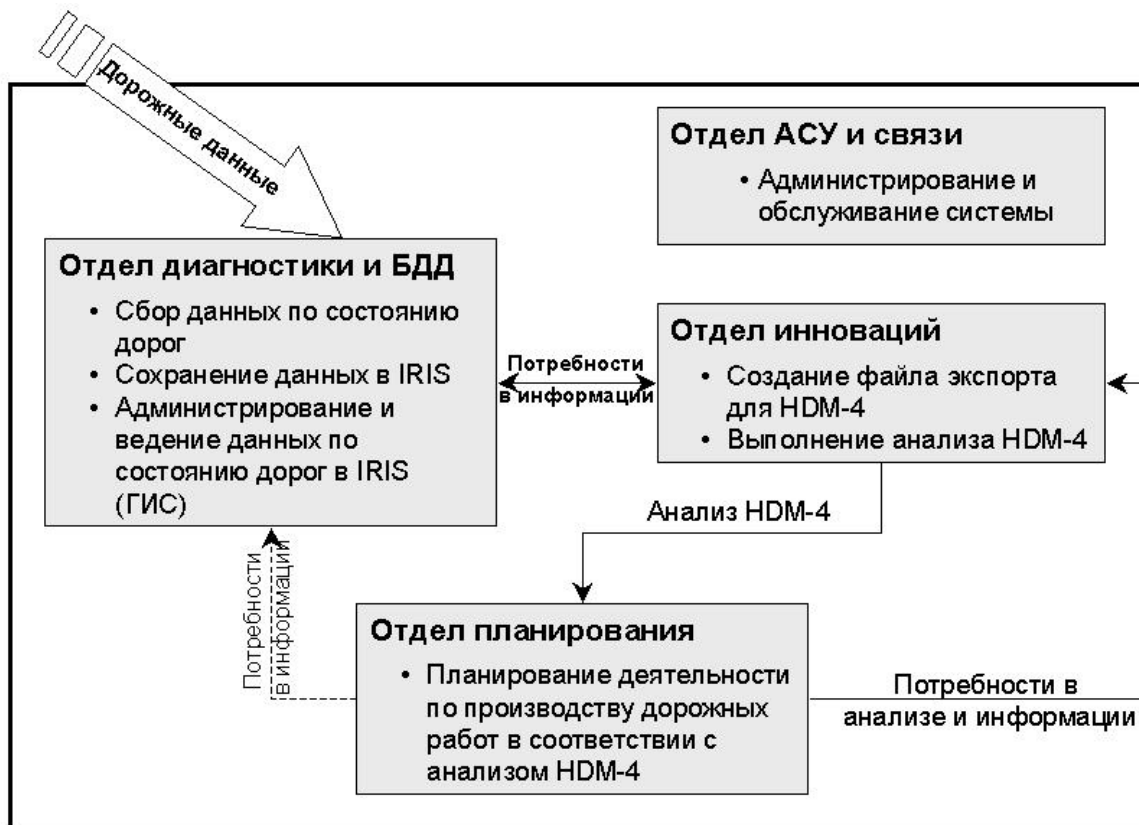 Дорожные данные
Отдел АСУ и связи
• Администрирование и
обслуживание системы
Отдел диагностики и БДД
• Сбор данных по состоянию
дорог
• Сохранение данных в IRIS
• Администрирование и
ведение данных по
состоянию дорог в IRIS
(ГИС)
Потребности
в информации
Отдел инноваций
• Создание файла экспорта
для HDM-4
• Выполнение анализа HDM-4
Анализ HDM-4
Потребности
в информации
Отдел планирования
• Планирование деятельности
по производству дорожных
работ в соответствии с
анализом HDM-4
Потребности в
анализе и информации